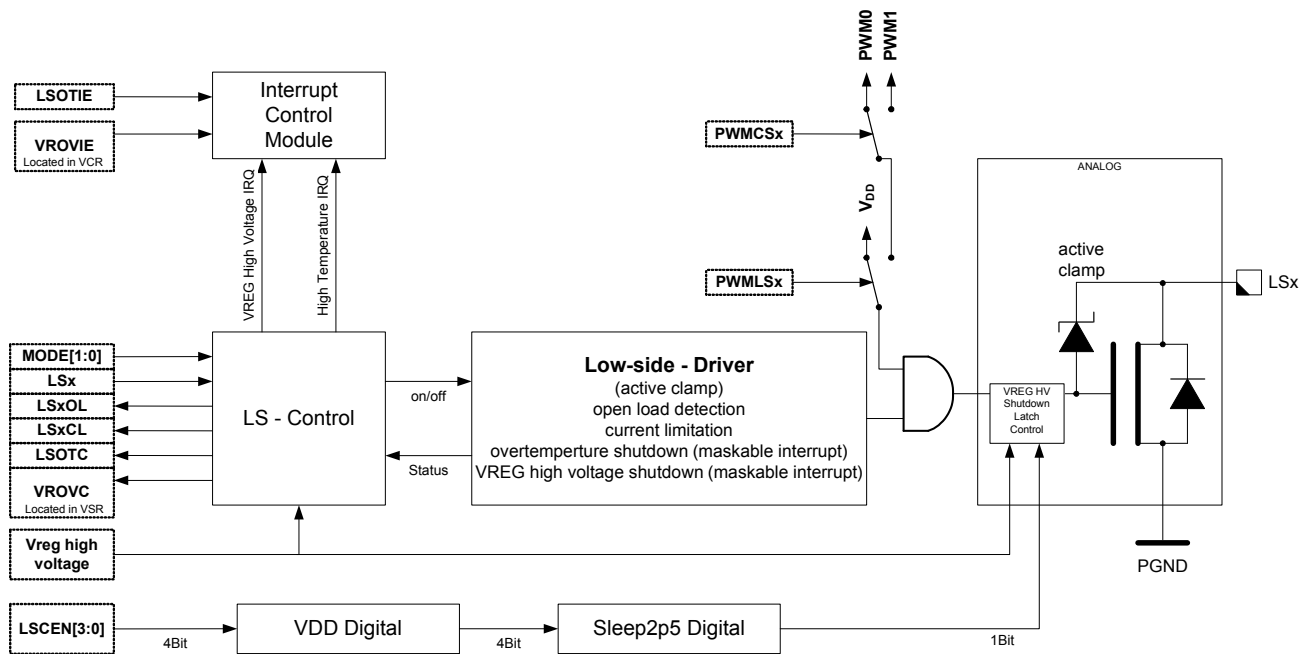 PWM0
PWM1
LSOTIE
VROVIE
Located in VCR
Interrupt
Control
Module
PWMCSx
VREG High Voltage IRQ
High Temperature IRQ
VDD
PWMLSx
ANALOG
active
clamp
LSx
MODE[1:0]
LSx
LSxOL
LSxCL
LSOTC
VROVC
Located in VSR
LS - Control
on/off
Status
Low-side - Driver
(active clamp)
open load detection
current limitation
overtemperture shutdown (maskable interrupt)
VREG high voltage shutdown (maskable interrupt)
VREG HV
Shutdown
Latch
Control
Vreg high
voltage
PGND
LSCEN[3:0]
4Bit
VDD Digital
4Bit
Sleep2p5 Digital
1Bit